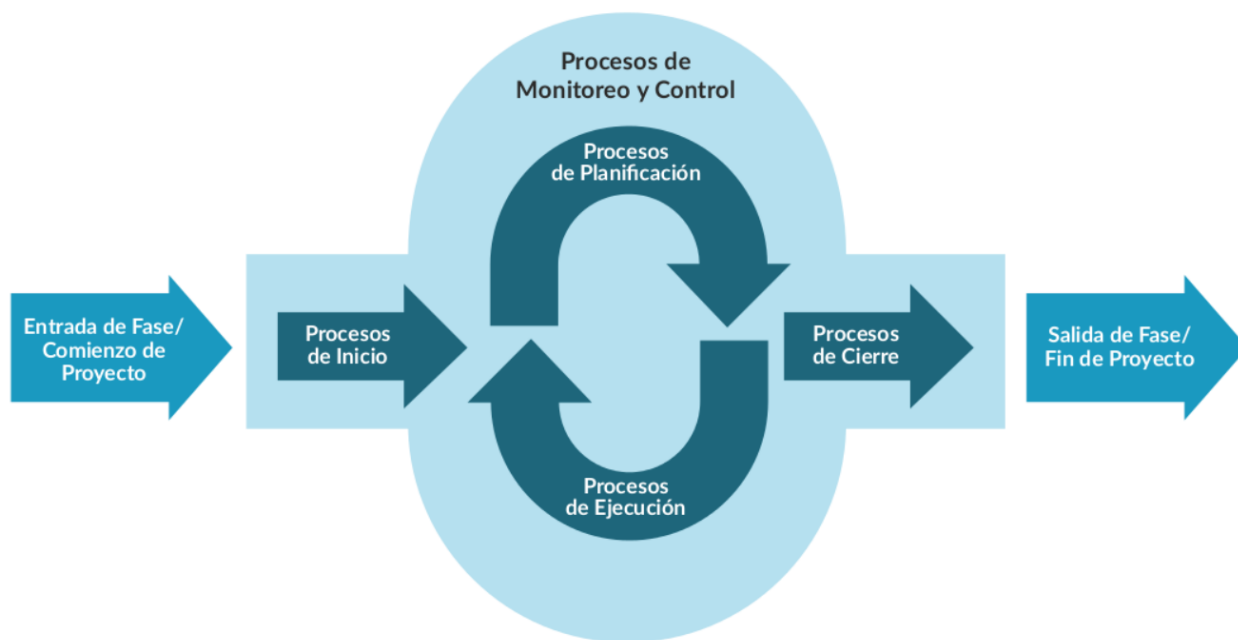 Procesos de
Monitoreo y Control
Procesos
de Planificación
Entrada de Fase/
Comienzo de
Proyecto
Procesos
de Inicio
Procesos
de Cierre
Salida de Fase/
Fin de Proyecto
Procesos
de Ejecución